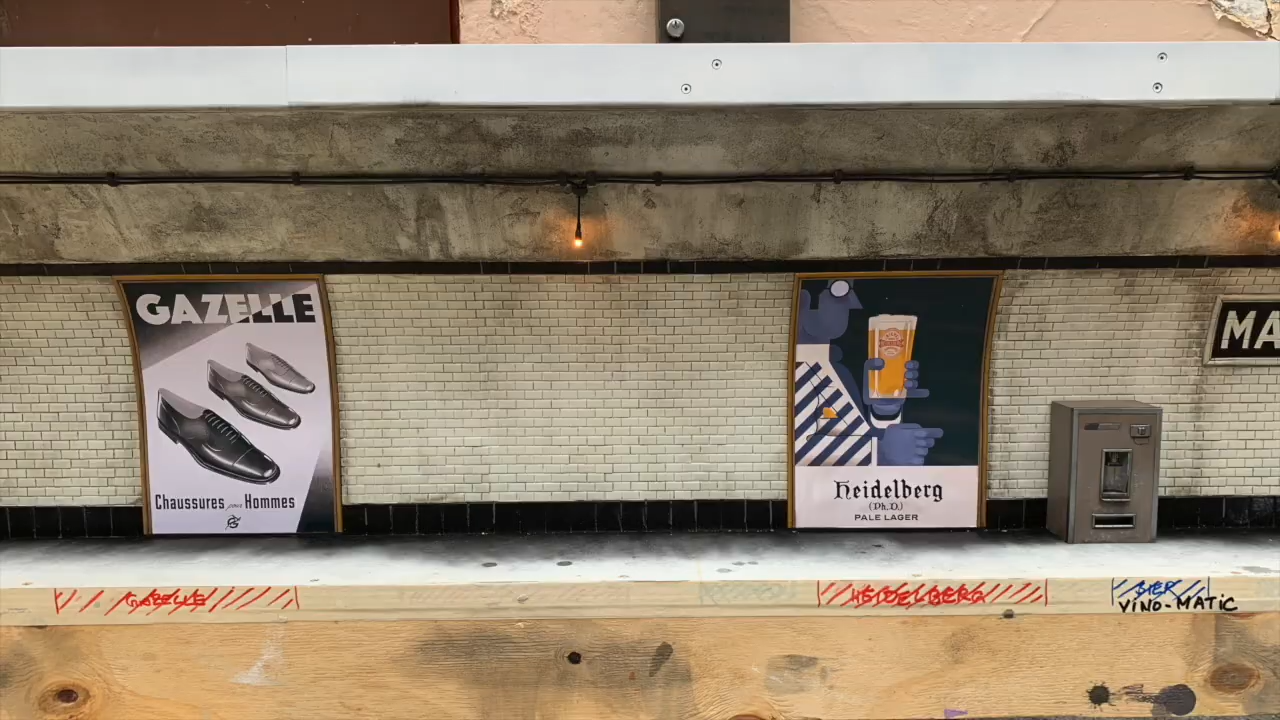 GAZELLE
Chaussures pour Hommes
Heidelberg
(Ph.D.)
PALE LAGER
MA
GAZELLE
HEIDELBERG
BIER
VINO-MATIC